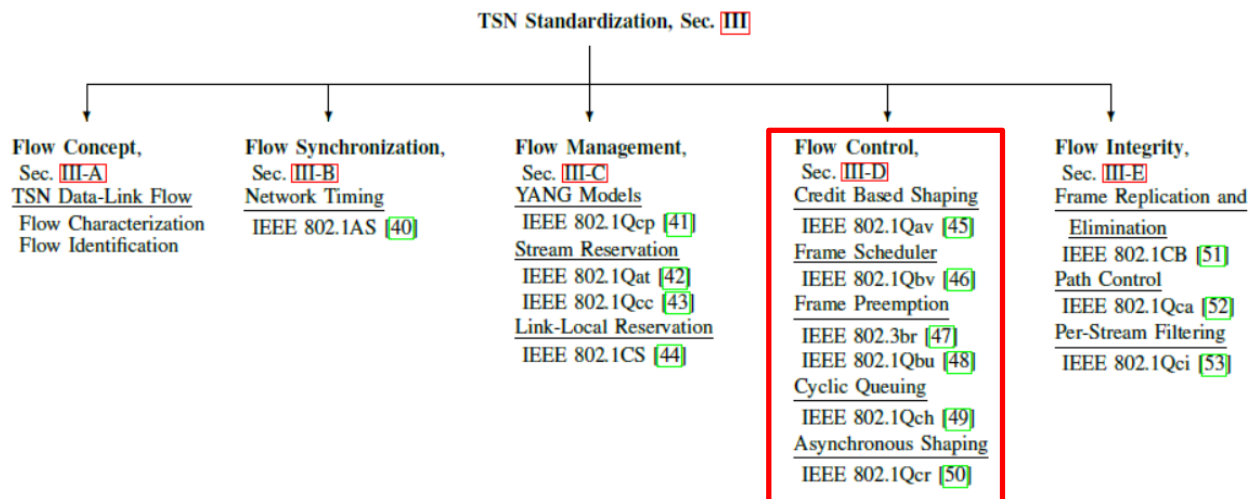 TSN Standardization, Sec. III
Flow Concept,
Sec. III-A
TSN Data-Link Flow
Flow Characterization
Flow Identification
Flow Synchronization,
Sec. III-B
Network Timing
IEEE 802.1AS [40]
Flow Management,
Sec. III-C
YANG Models
IEEE 802.1Qcp [41]
Stream Reservation
IEEE 802.1Qat [42]
IEEE 802.1Qcc [43]
Link-Local Reservation
IEEE 802.1CS [44]
Flow Control,
Sec. III-D
Credit Based Shaping
IEEE 802.1Qav [45]
Frame Scheduler
IEEE 802.1Qbv [46]
Frame Preemption
IEEE 802.3br [47]
IEEE 802.1Qbu [48]
Cyclic Queuing
IEEE 802.1Qch [49]
Asynchronous Shaping
IEEE 802.1Qcr [50]
Flow Integrity,
Sec. III-E
Frame Replication and
Elimination
IEEE 802.1CB [51]
Path Control
IEEE 802.1Qca [52]
Per-Stream Filtering
IEEE 802.1Qci [53]